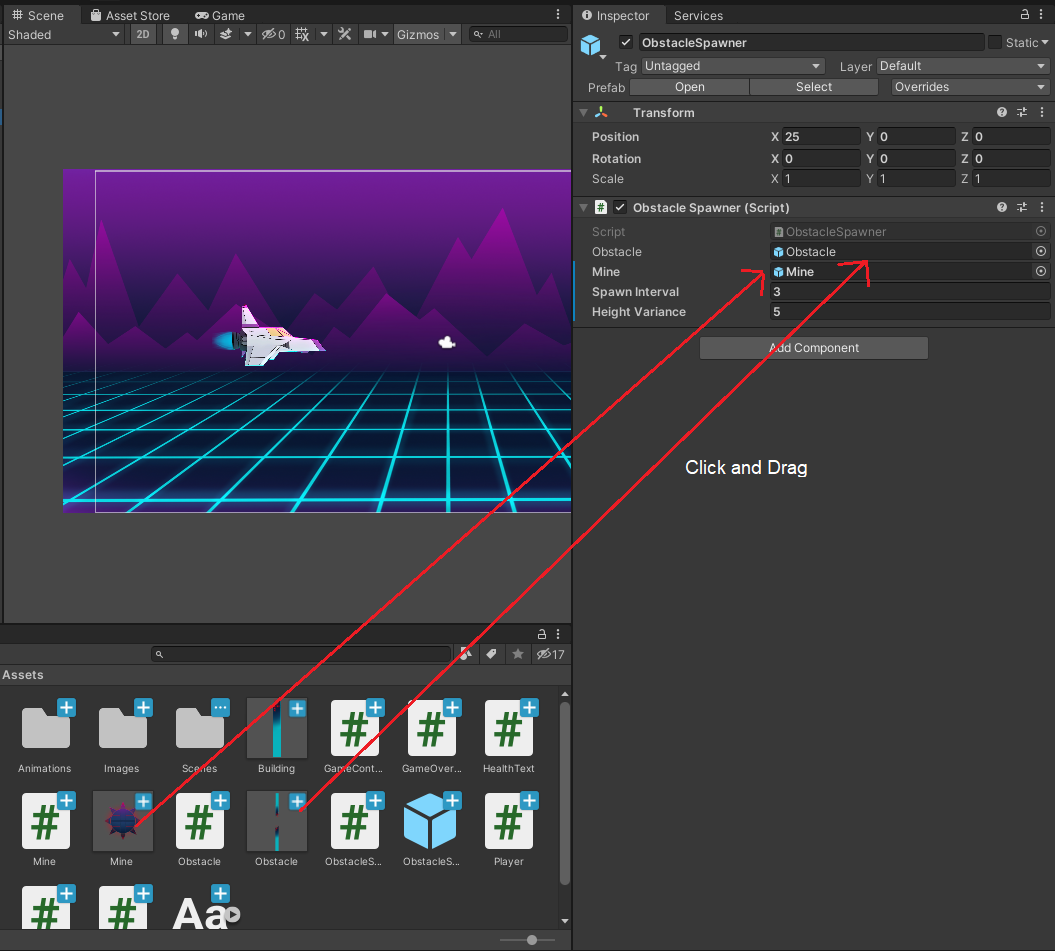 Scene Asset Store Game
Shaded 2D 0 Gizmos All
Inspector Services
ObstacleSpawner Static
Tag Untagged Layer Default
Prefab Open Select Overrides
Transform
Position X 25 Y 0 Z 0
Rotation X 0 Y 0 Z 0
Scale X 1 Y 1 Z 1
# Obstacle Spawner (Script)
Script # ObstacleSpawner
Obstacle Obstacle
Mine Mine
Spawn Interval 3
Height Variance 5
Add Component
Click and Drag
17
Assets
# # #
Animations Images Scenes Building GameCont... GameOver... HealthText
# # # #
Mine Mine Obstacle Obstacle ObstacleS... ObstacleS... Player
# # Aa